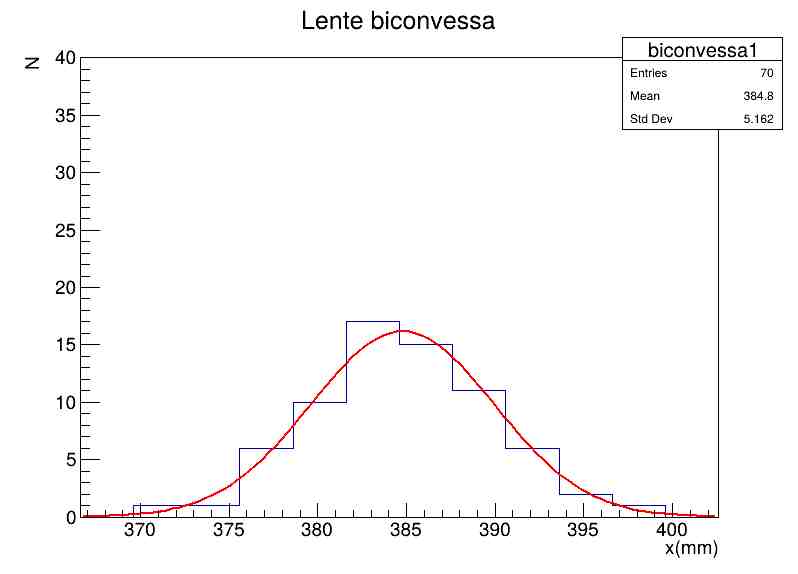 Lente biconvessa
biconvessa1
Entries 70
Mean 384.8
Std Dev 5.162
N
40
35
30
25
20
15
10
5
0
370 375 380 385 390 395 400
x(mm)